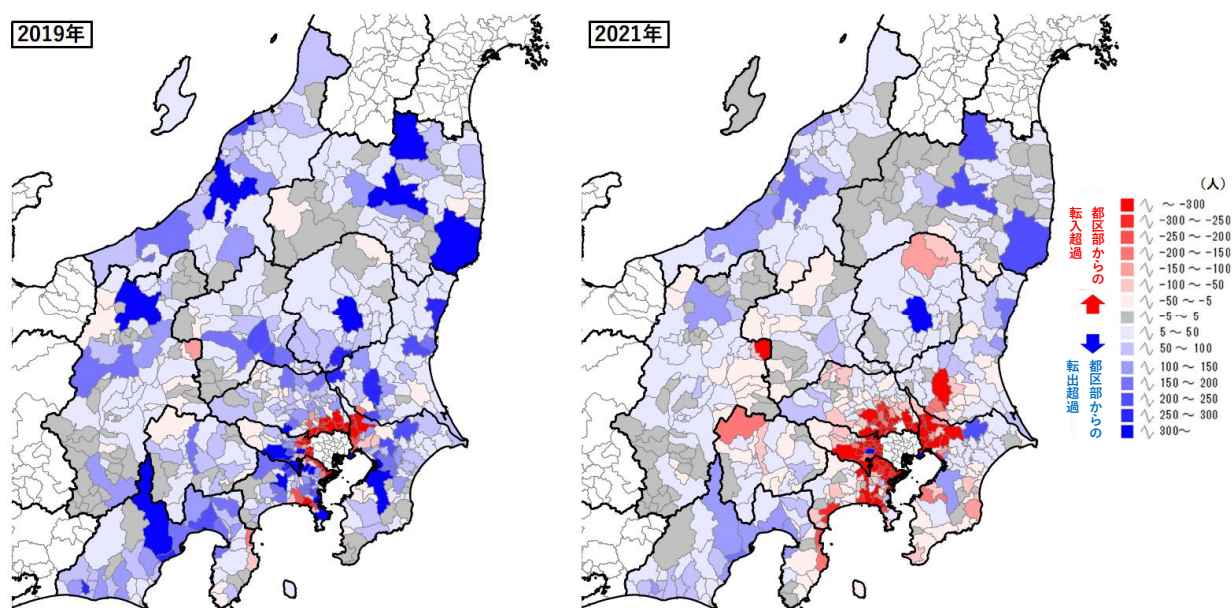 2019年
2021年
(人)
都区部からの
転入超過
都区部からの
転出超過
～ -300
-300 ～ -250
-250 ～ -200
-200 ～ -150
-150 ～ -100
-100 ～ -50
-50 ～ -5
-5 ～ 5
5 ～ 50
50 ～ 100
100 ～ 150
150 ～ 200
200 ～ 250
250 ～ 300
300～